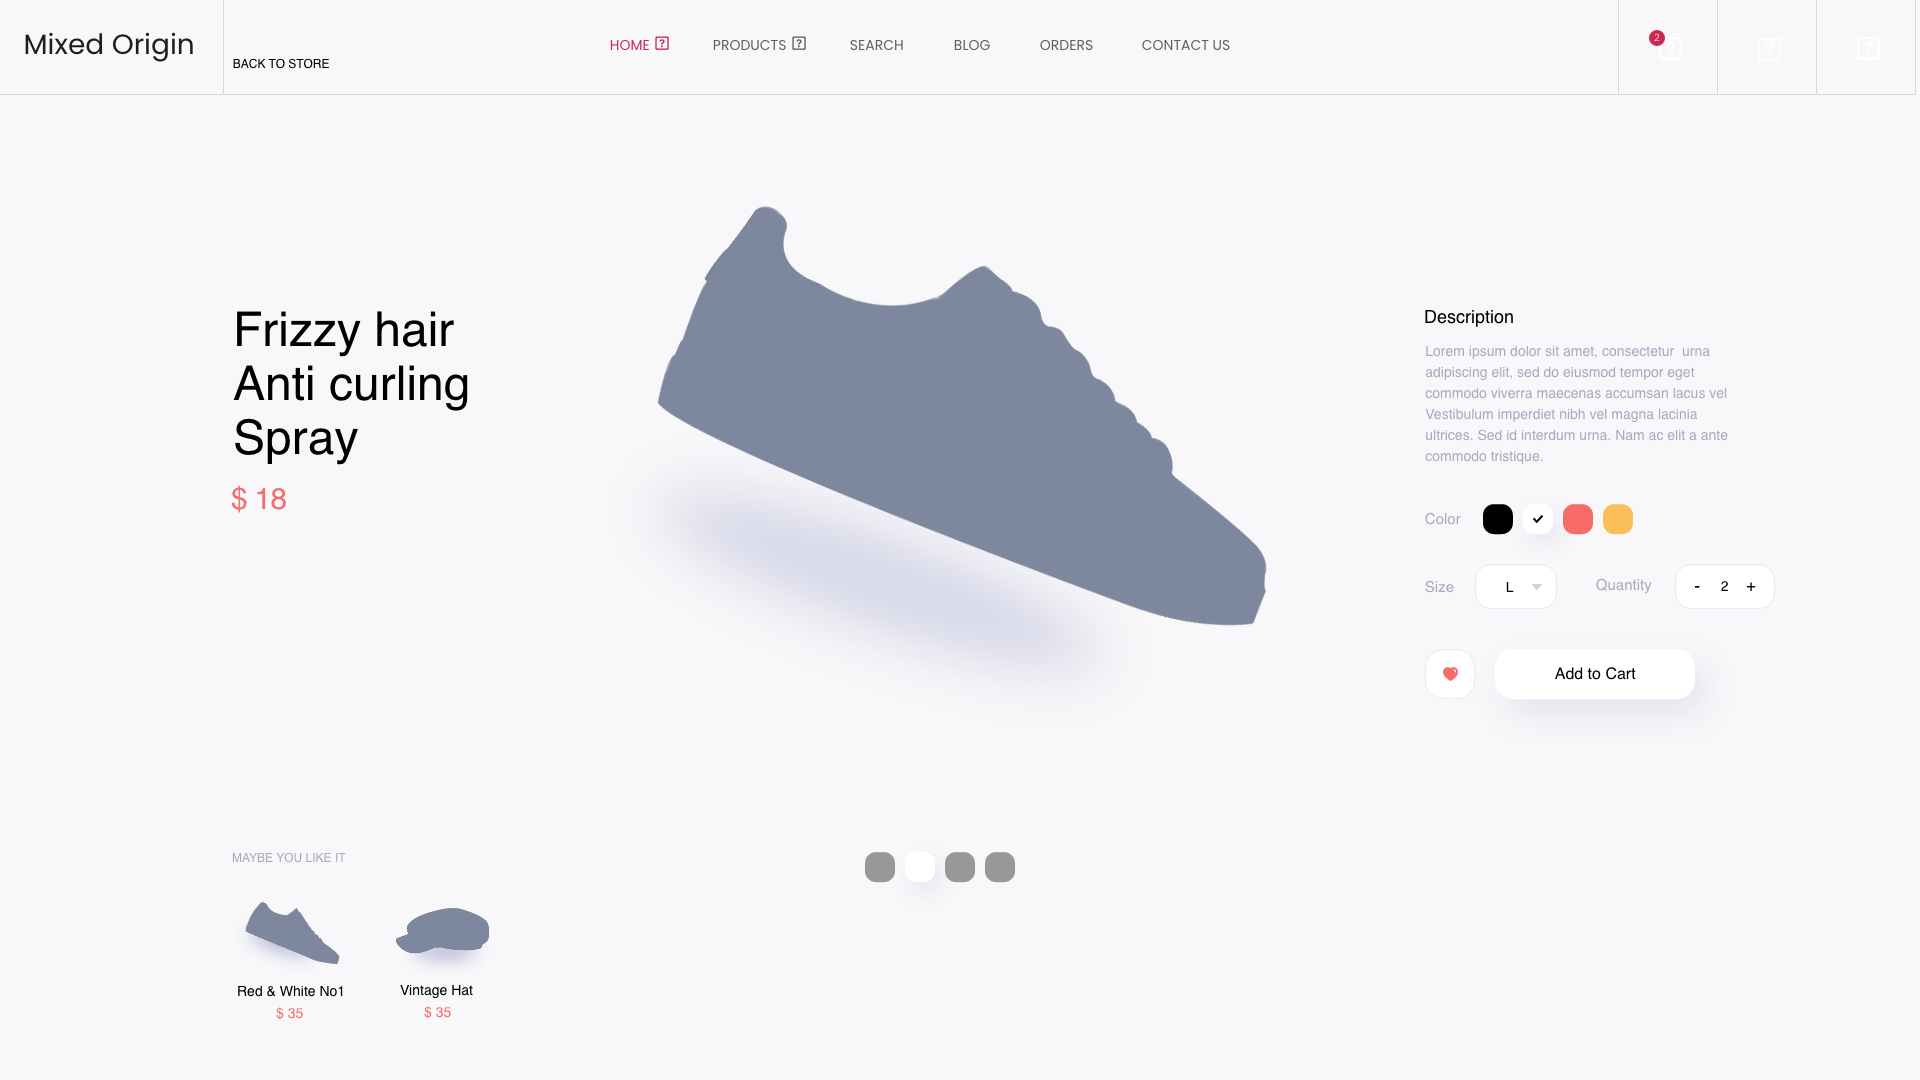 Mixed Origin
BACK TO STORE
HOME
PRODUCTS
SEARCH
BLOG
ORDERS
CONTACT US
2
Frizzy hair
Anti curling
Spray
$ 18
Description
Lorem ipsum dolor sit amet, consectetur urna
adipiscing elit, sed do eiusmod tempor eget
commodo viverra maecenas accumsan lacus vel
Vestibulum imperdiet nibh vel magna lacinia
ultrices. Sed id interdum urna. Nam ac elit a ante
commodo tristique.
Color
Size
L
Quantity
- 2 +
Add to Cart
MAYBE YOU LIKE IT
Red & White No1
$ 35
Vintage Hat
$ 35